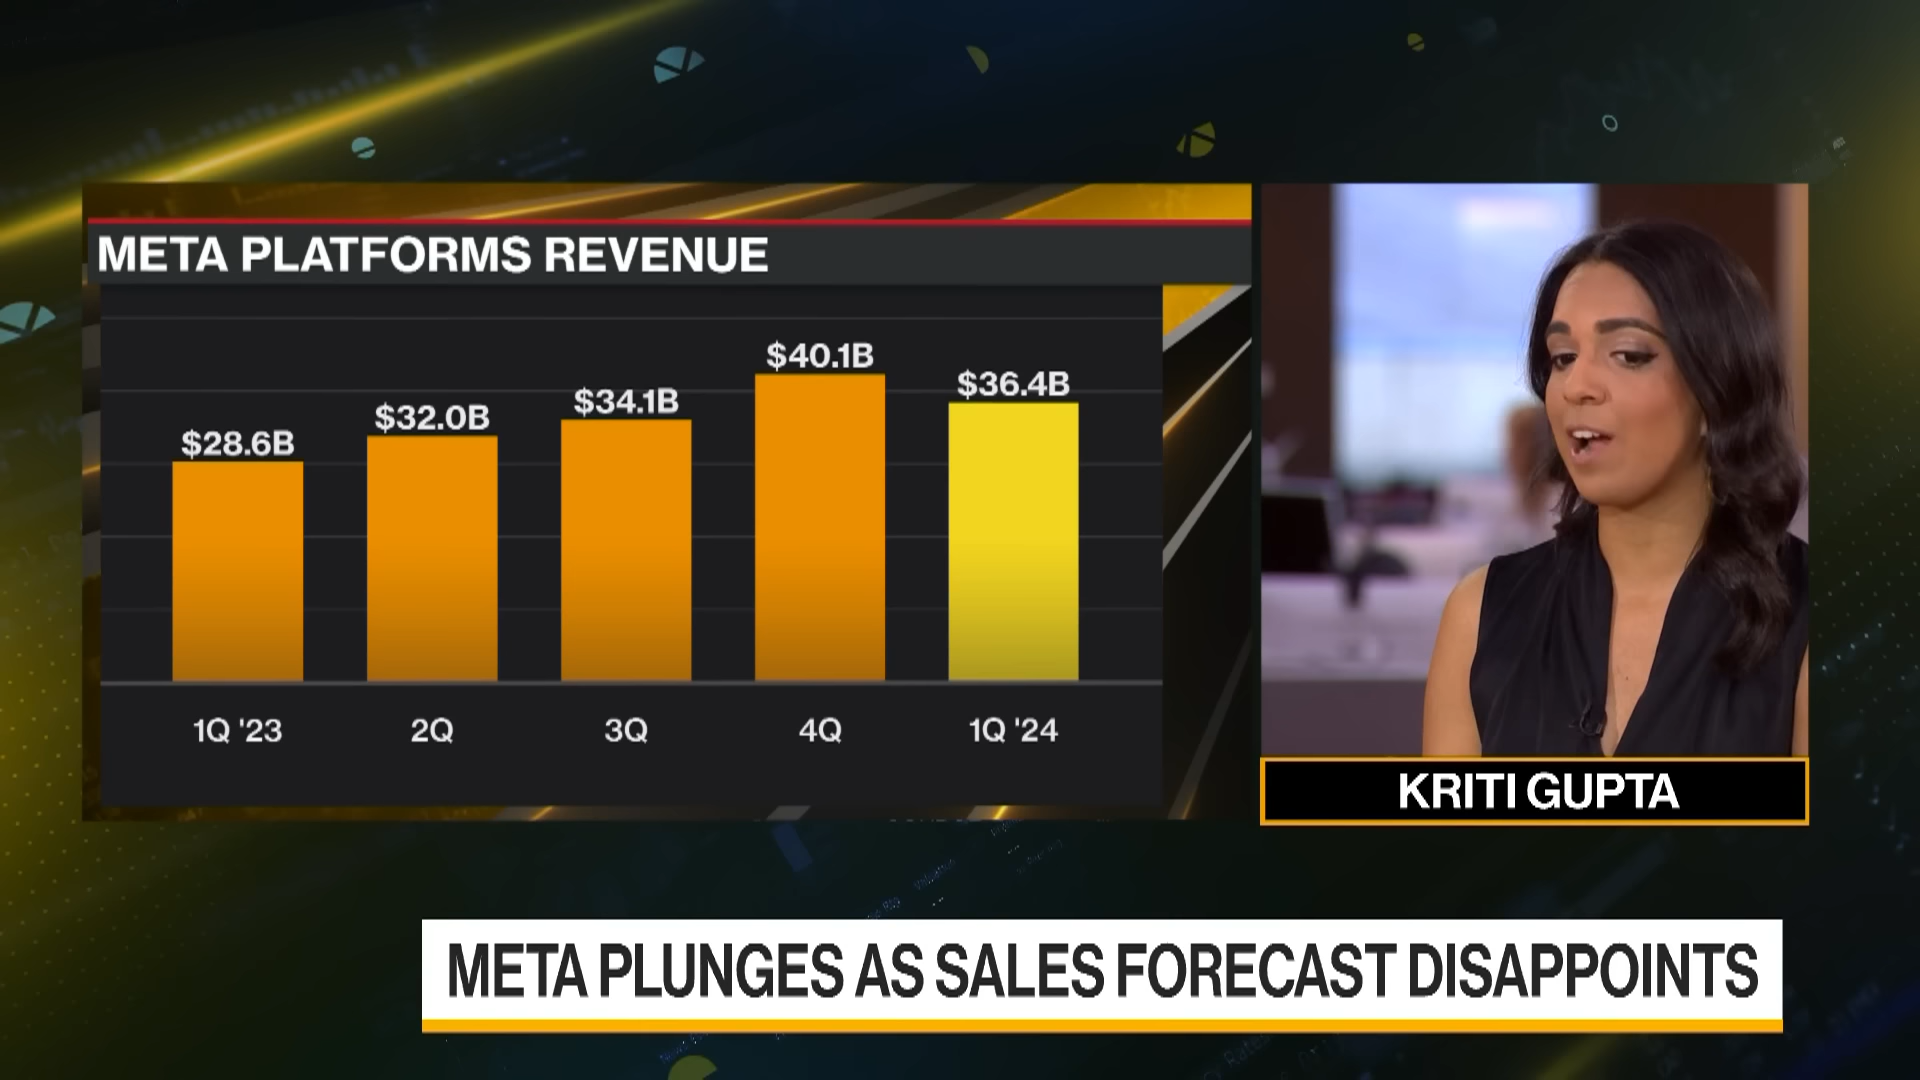 META PLATFORMS REVENUE
$28.6B
$32.0B
$34.1B
$40.1B
$36.4B
1Q '23
2Q
3Q
4Q
1Q '24
KRITI GUPTA
META PLUNGES AS SALES FORECAST DISAPPOINTS